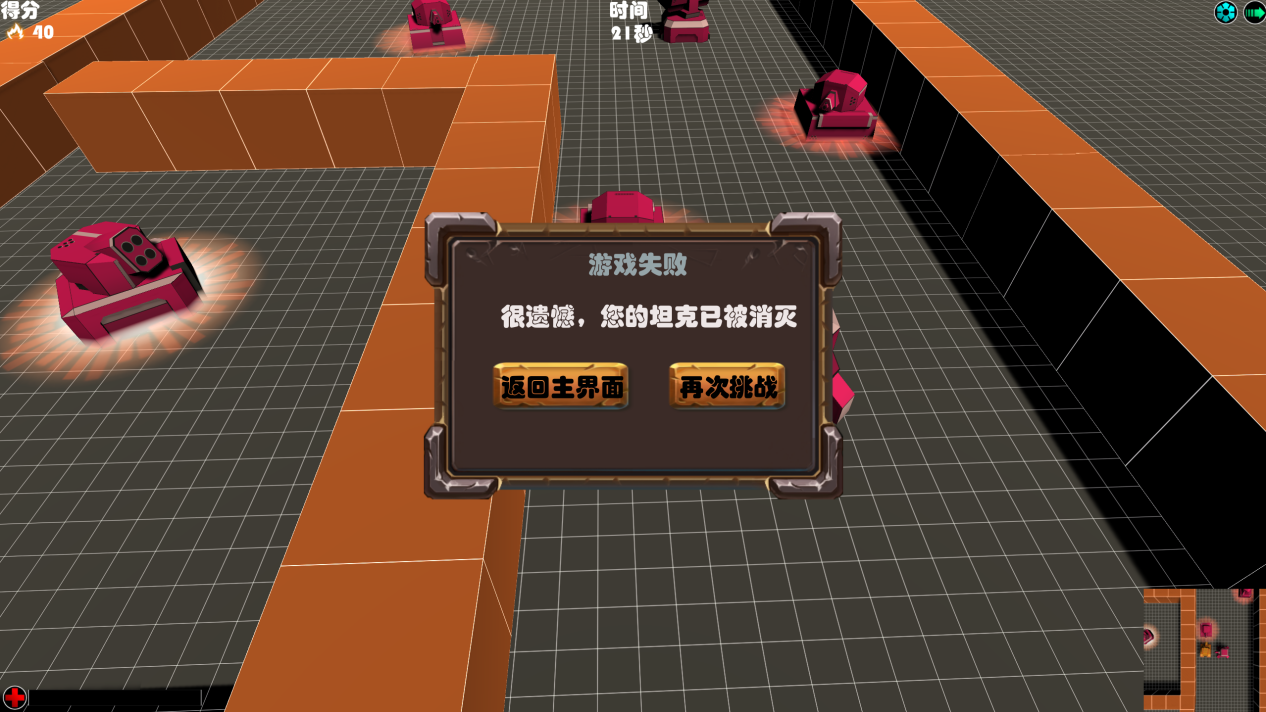 得分
40
时间
21秒
游戏失败
很遗憾，您的坦克已被消灭
返回主界面
再次挑战